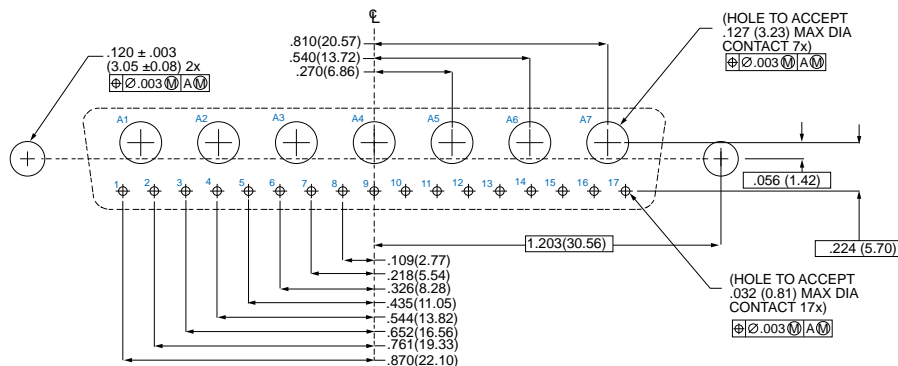 ℄
.120 ± .003
(3.05 ±0.08) 2x
⌖ ∅.003 Ⓜ A Ⓜ
.810(20.57)
.540(13.72)
.270(6.86)
(HOLE TO ACCEPT
.127 (3.23) MAX DIA
CONTACT 7x)
⌖ ∅.003 Ⓜ A Ⓜ
A1 A2 A3 A4 A5 A6 A7
1 2 3 4 5 6 7 8 9 10 11 12 13 14 15 16 17
.056 (1.42)
1.203(30.56)
.224 (5.70)
.109(2.77)
.218(5.54)
.326(8.28)
.435(11.05)
.544(13.82)
.652(16.56)
.761(19.33)
.870(22.10)
(HOLE TO ACCEPT
.032 (0.81) MAX DIA
CONTACT 17x)
⌖ ∅.003 Ⓜ A Ⓜ